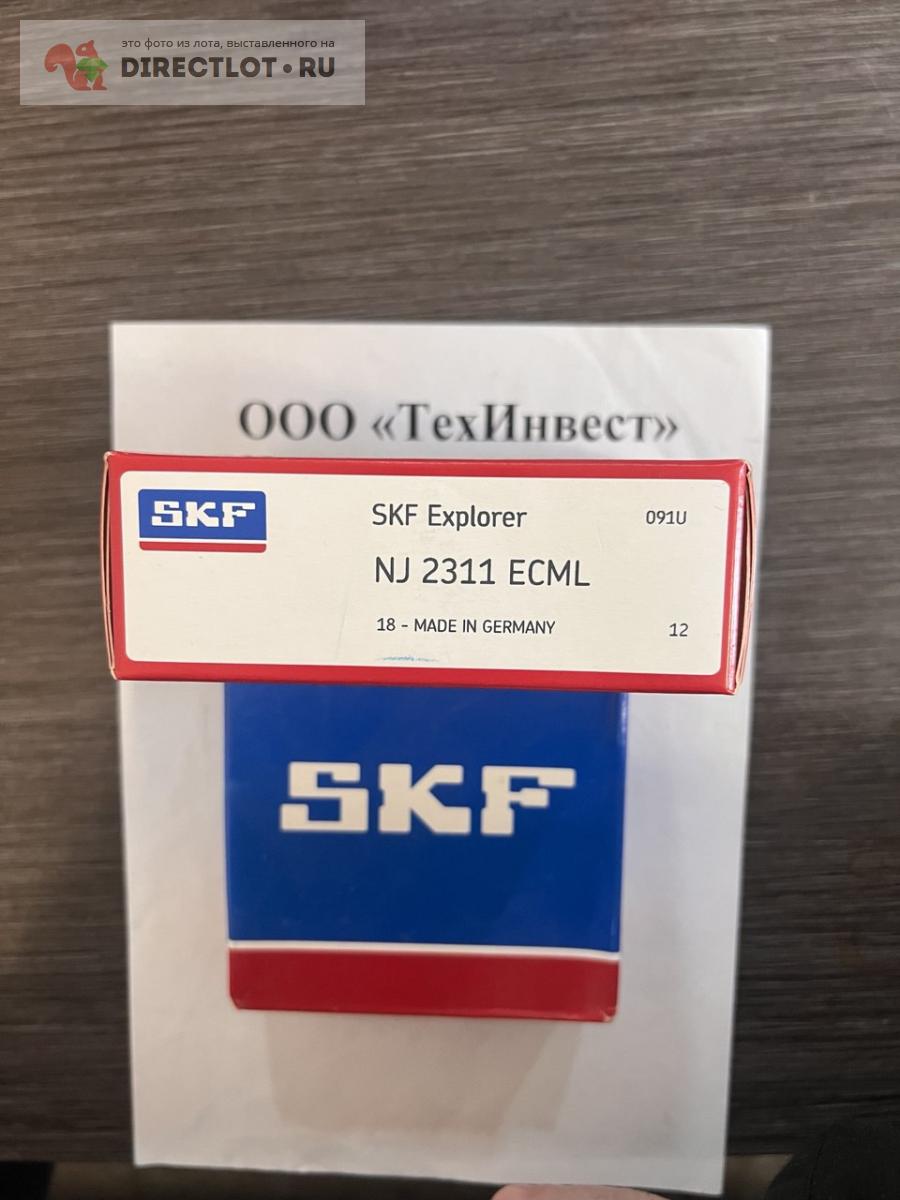 это фото из лота, выставленного на
DIRECTLOT•RU
ООО «ТехИнвест»
SKF
SKF Explorer
091U
NJ 2311 ECML
18 - MADE IN GERMANY
12
SKF